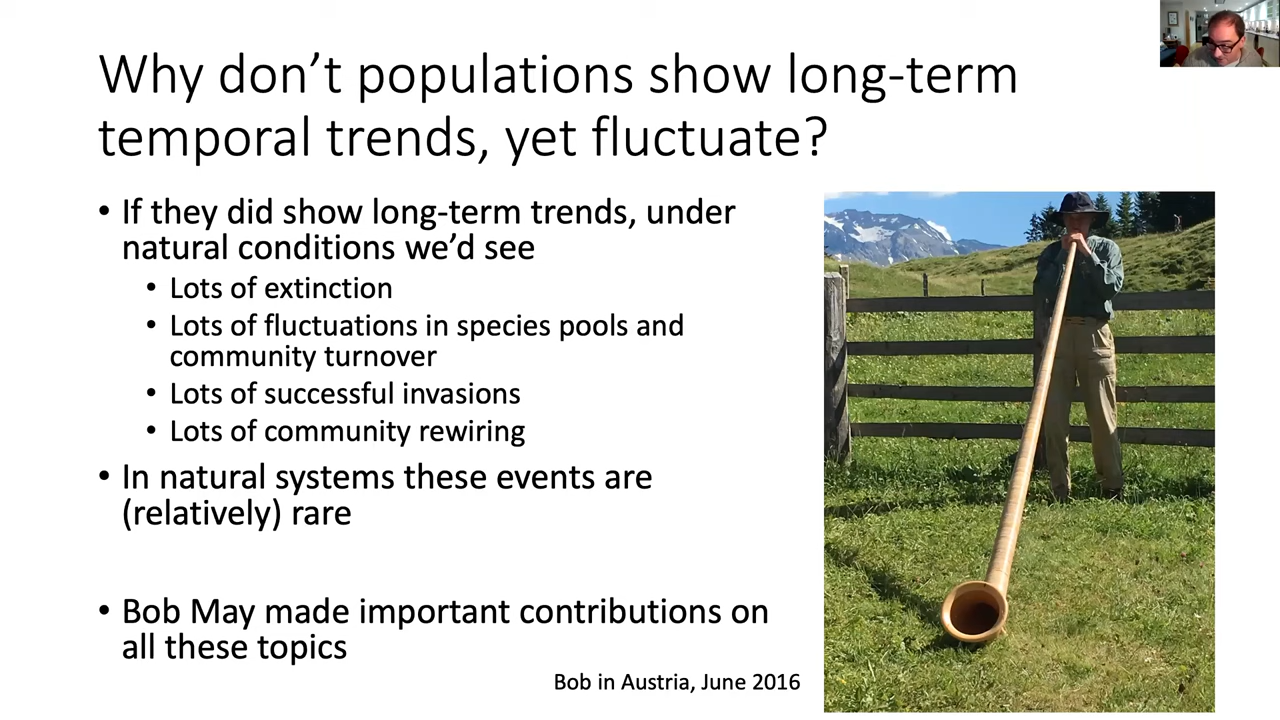 Why don’t populations show long-term
temporal trends, yet fluctuate?
• If they did show long-term trends, under
natural conditions we’d see
• Lots of extinction
• Lots of fluctuations in species pools and
community turnover
• Lots of successful invasions
• Lots of community rewiring
• In natural systems these events are
(relatively) rare
• Bob May made important contributions on
all these topics
Bob in Austria, June 2016